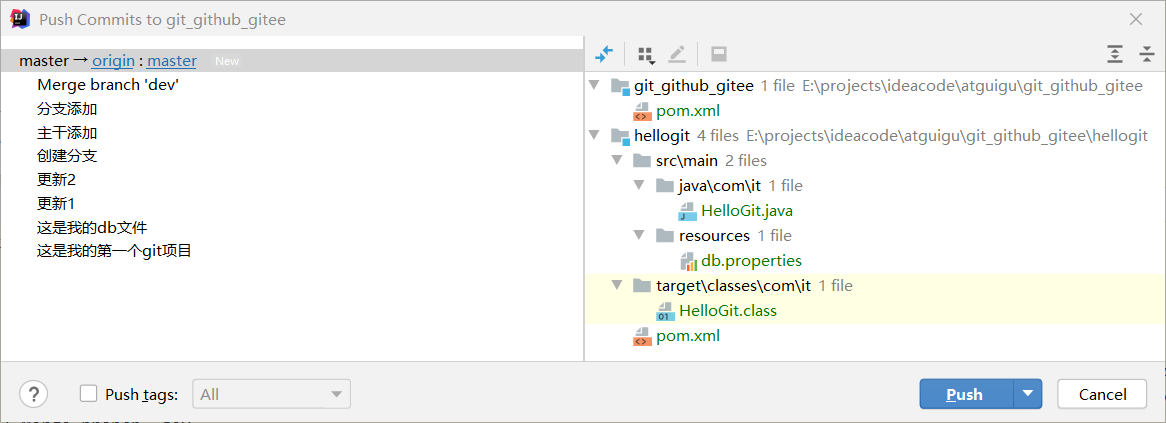 Push Commits to git_github_gitee
master → origin : master New
Merge branch 'dev'
分支添加
主干添加
创建分支
更新2
更新1
这是我的db文件
这是我的第一个git项目
git_github_gitee 1 file E:\projects\ideacode\atguigu\git_github_gitee
pom.xml
hellogit 4 files E:\projects\ideacode\atguigu\git_github_gitee\hellogit
src\main 2 files
java\com\it 1 file
HelloGit.java
resources 1 file
db.properties
target\classes\com\it 1 file
HelloGit.class
pom.xml
? Push tags: All
Push Cancel